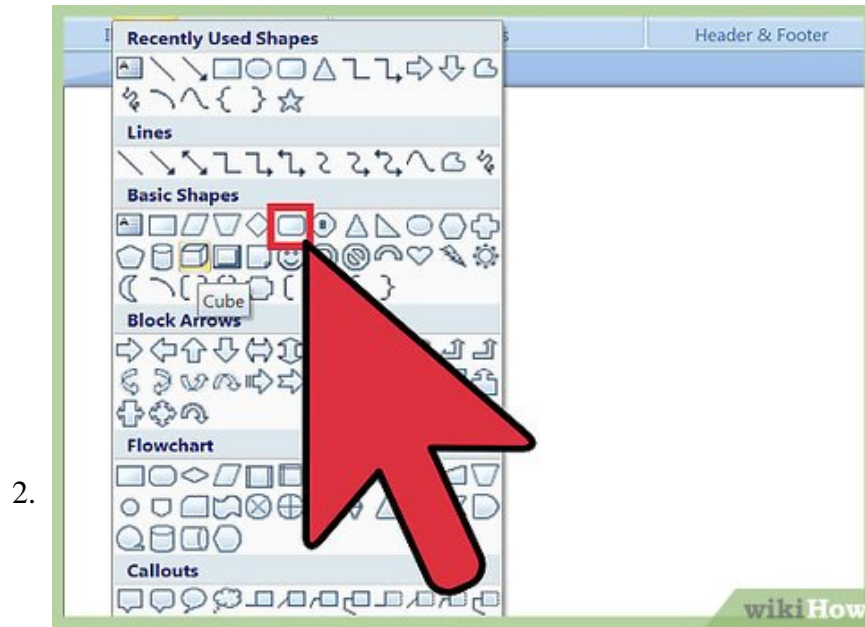 Recently Used Shapes
Header & Footer
Lines
Basic Shapes
Cube
Block Arrows
Flowchart
2.
Callouts
wikiHow